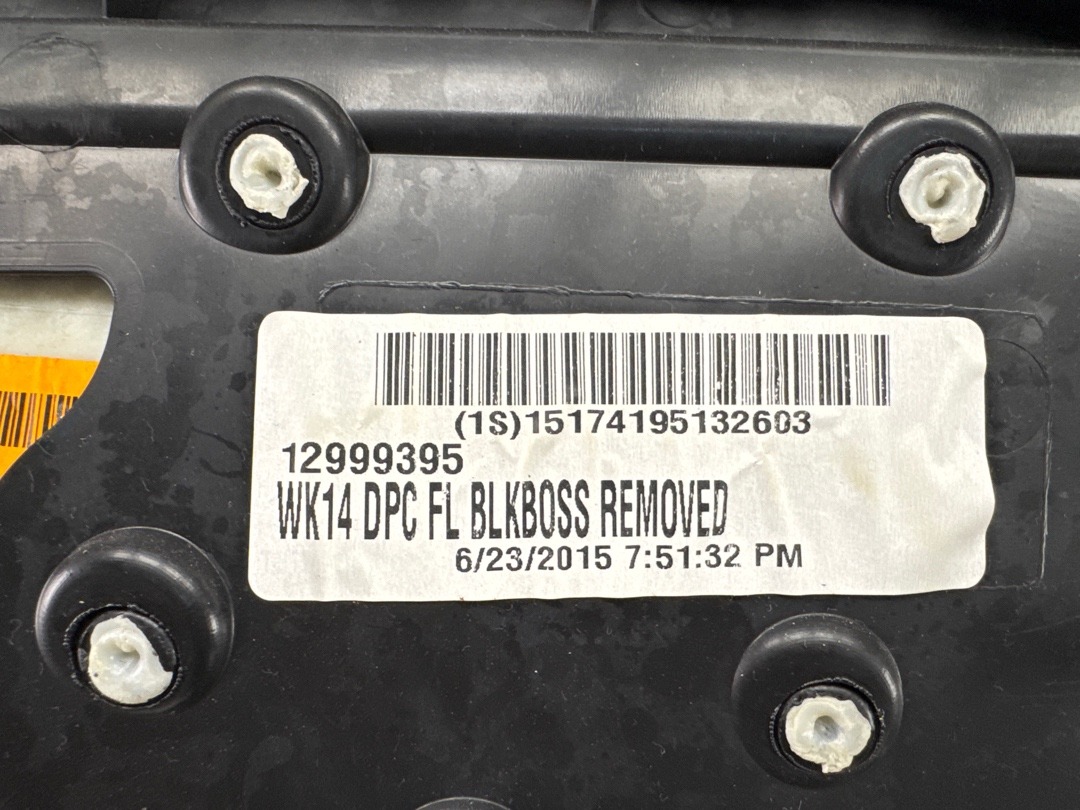 (1S)15174195132603
12999395
WK14 DPC FL BLKBOSS REMOVED
6/23/2015 7:51:32 PM